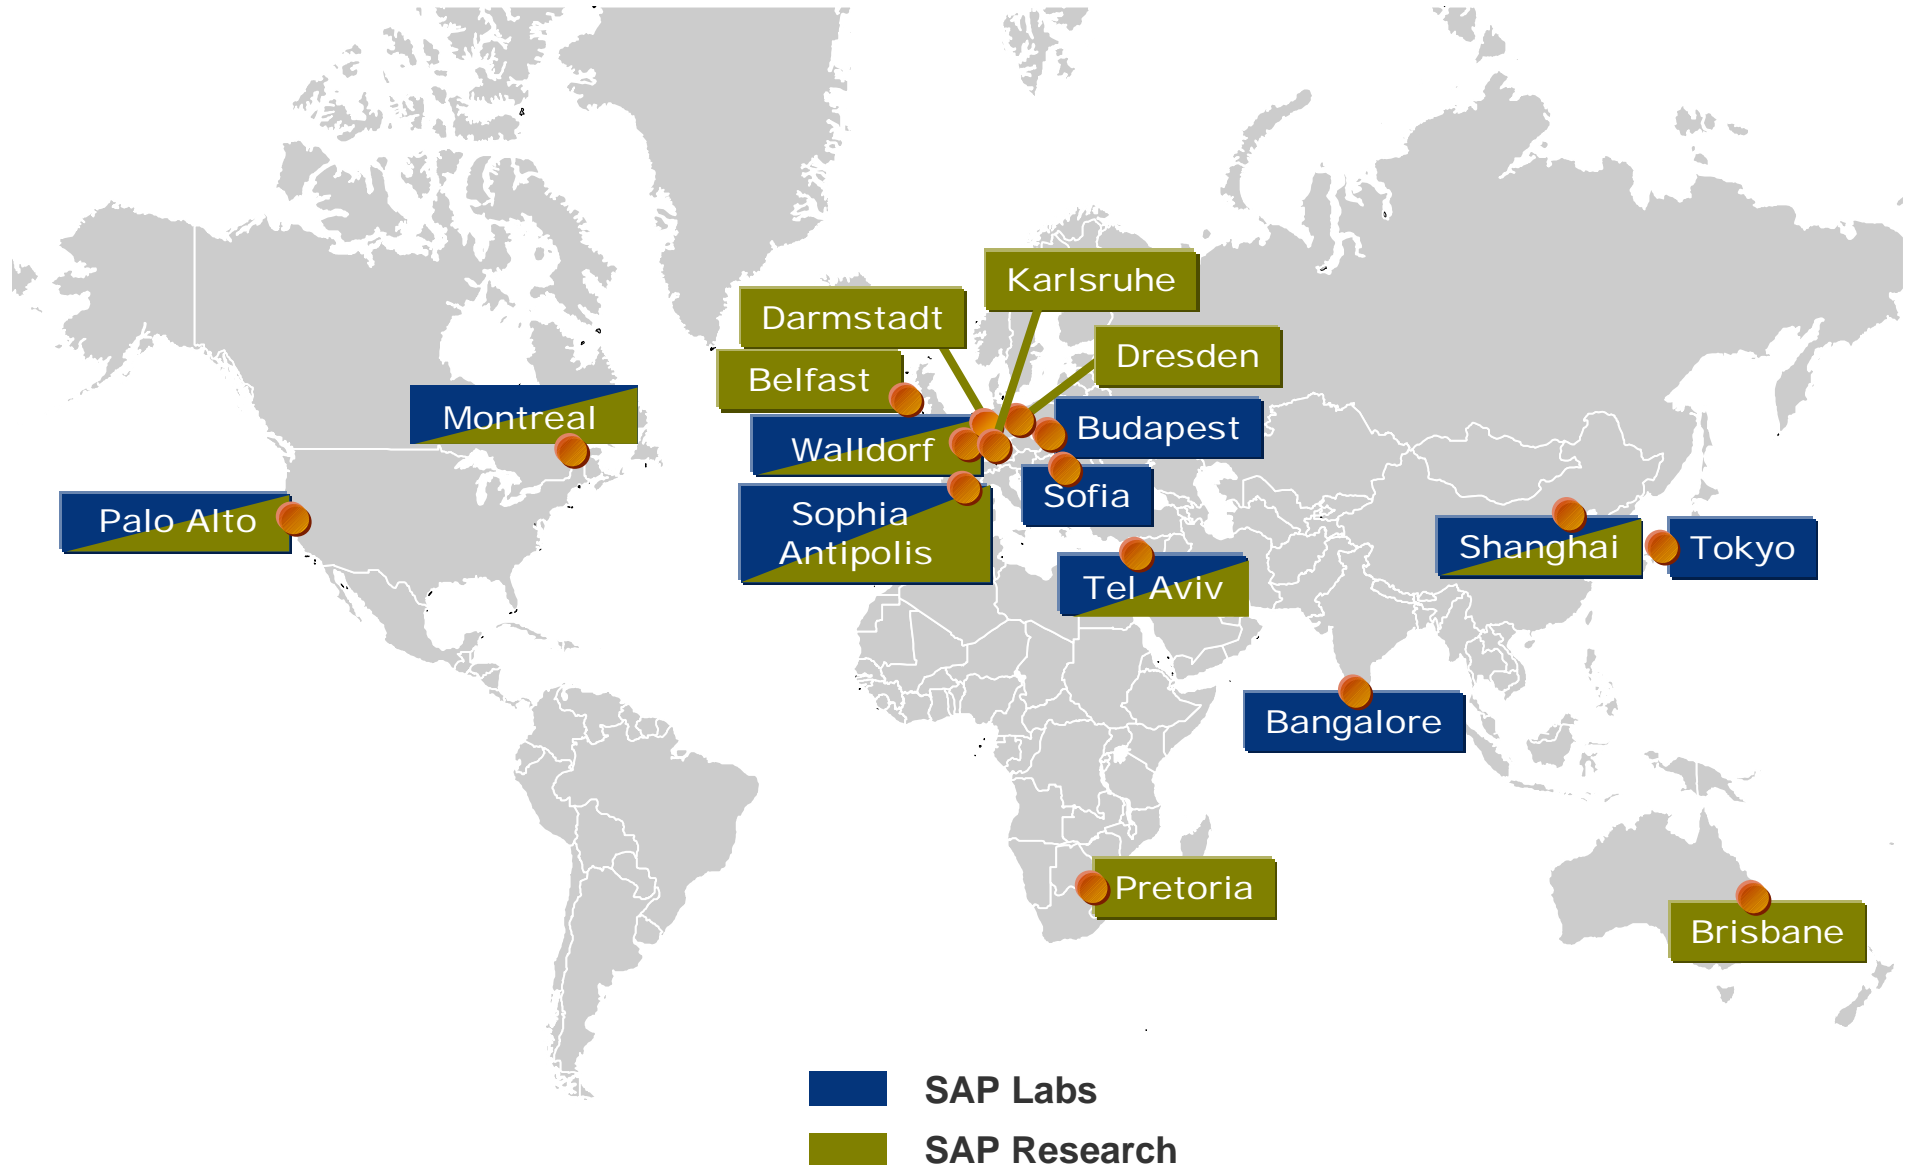 Karlsruhe
Darmstadt
Dresden
Belfast
Montreal
Budapest
Walldorf
Sofia
Palo Alto
Sophia
Antipolis
Shanghai
Tokyo
Tel Aviv
Bangalore
Pretoria
Brisbane
SAP Labs
SAP Research